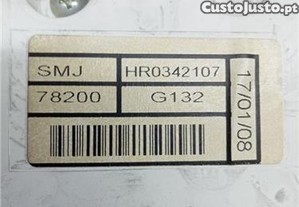 CustoJusto.pt
SMJ HR0342107
78200 G132
17/01/08